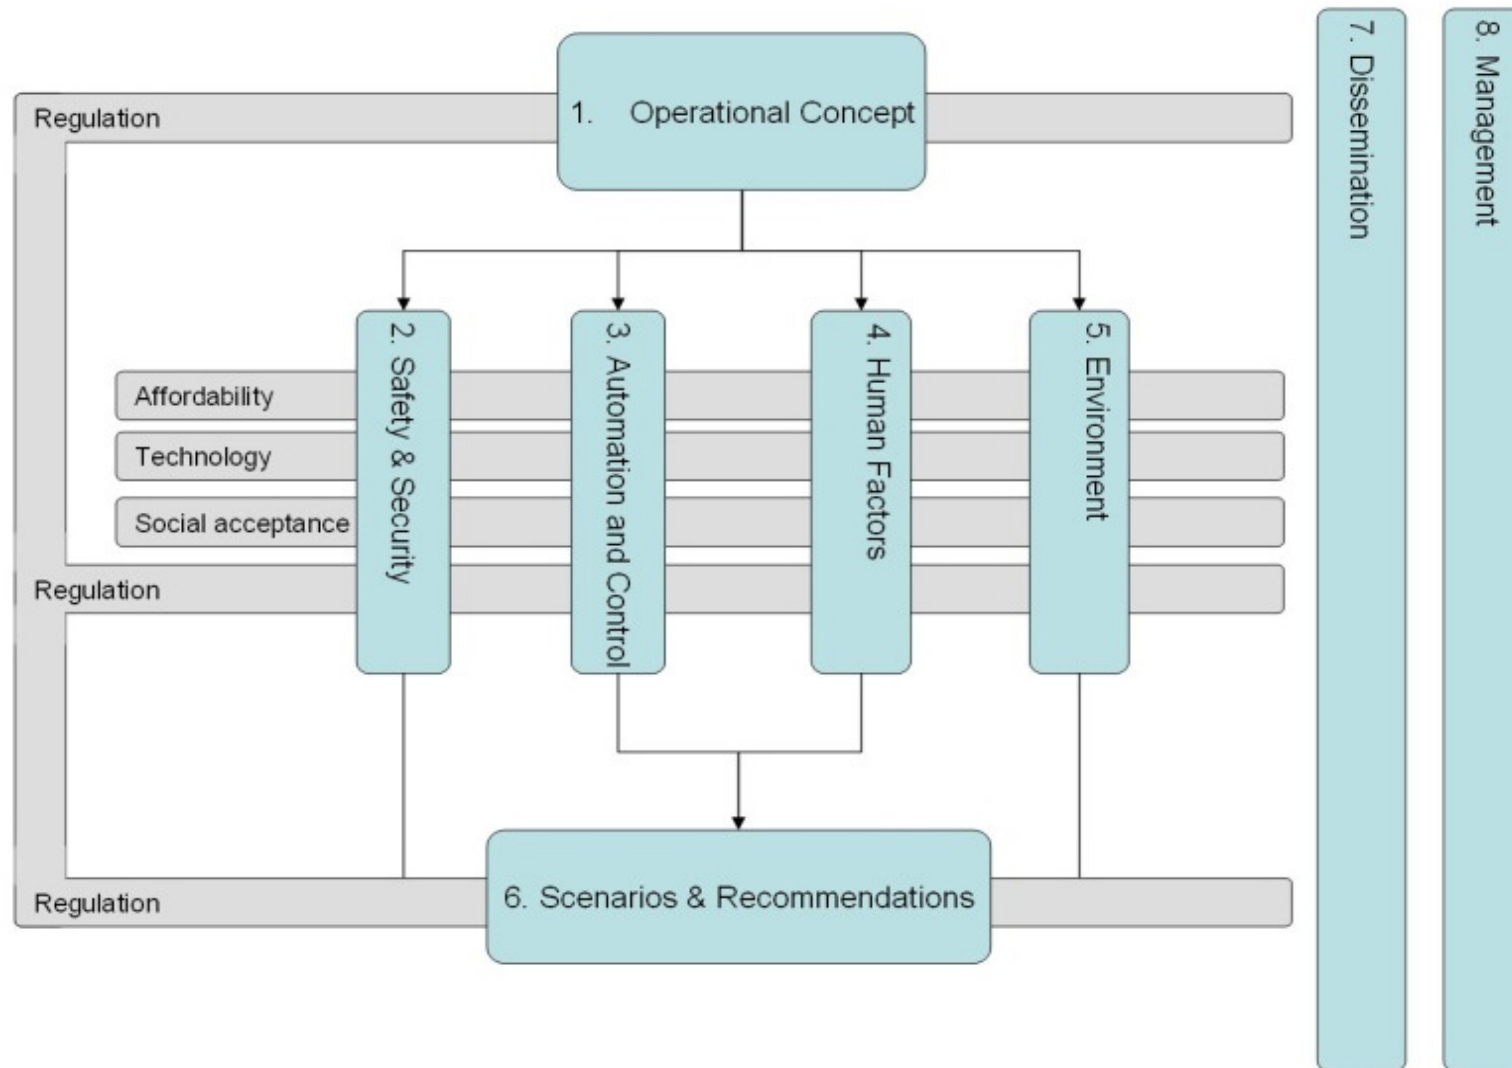 1. Operational Concept
Regulation
2. Safety & Security
3. Automation and Control
4. Human Factors
5. Environment
Affordability
Technology
Social acceptance
Regulation
6. Scenarios & Recommendations
Regulation
7. Dissemination
8. Management